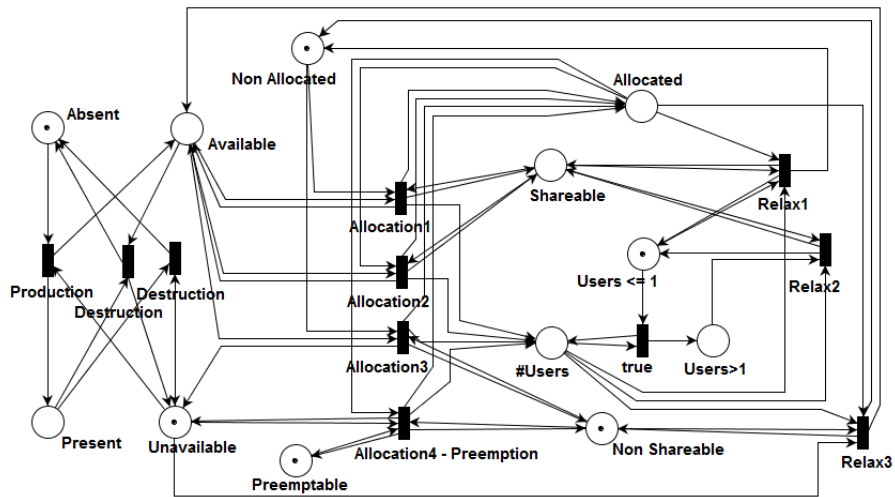 Non Allocated
Allocated
Absent
Available
Shareable
Relax1
Allocation1
Users <= 1
Relax2
Production
Destruction
Destruction
Allocation2
Allocation3
#Users
true
Users>1
Present
Unavailable
Allocation4 - Preemption
Non Shareable
Relax3
Preemptable